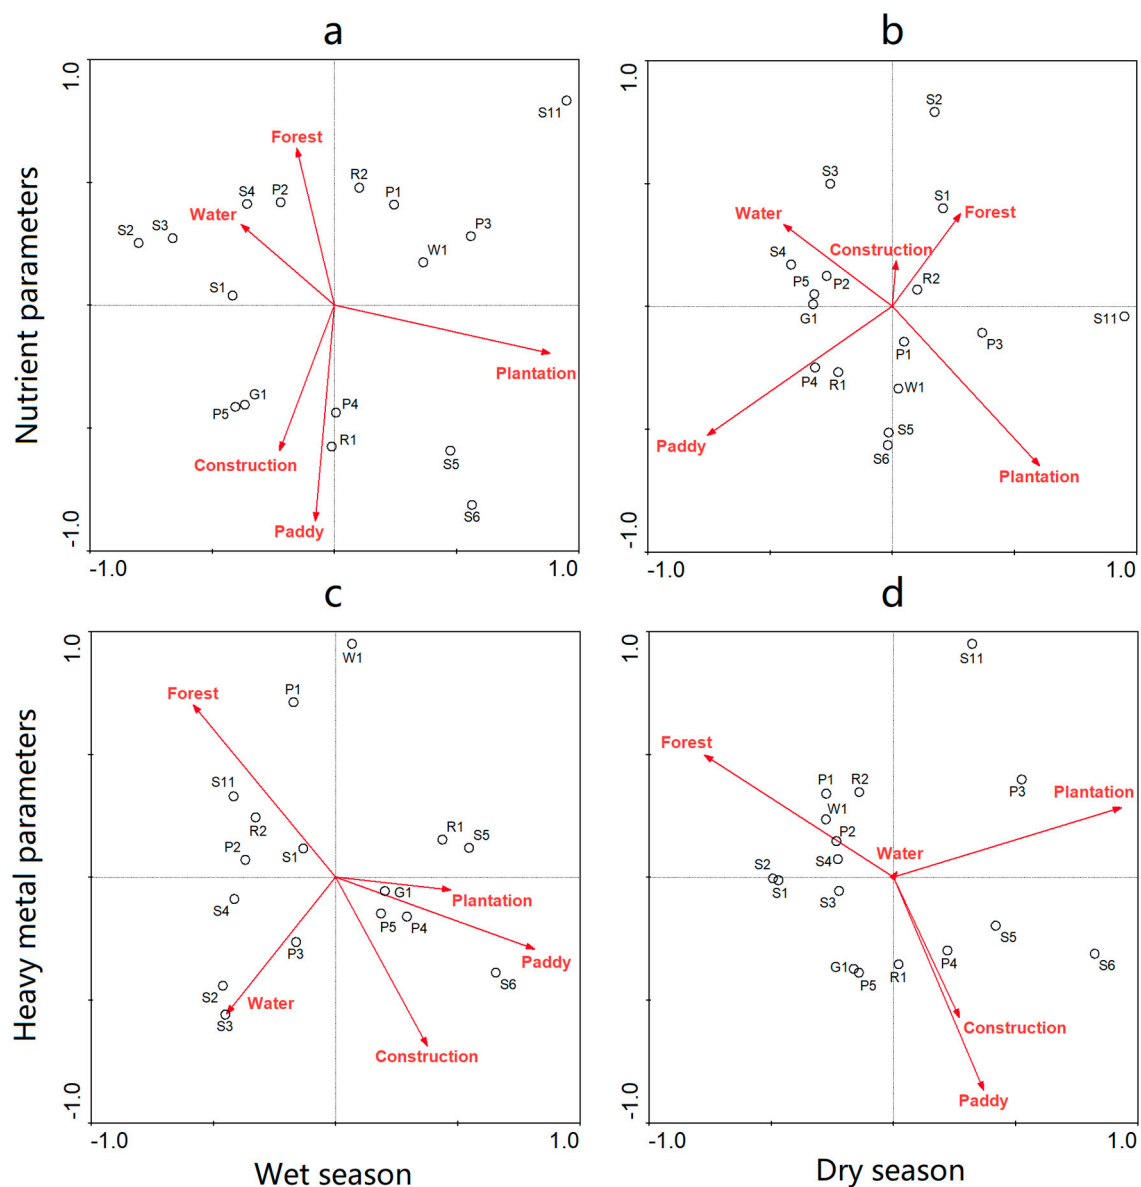 a
b
Nutrient parameters
1.0
S11
Forest
R2
P1
S4
P2
Water
P3
S2
S3
W1
S1
Plantation
G1
P5
P4
R1
Construction
S5
S6
Paddy
-1.0
-1.0
1.0
1.0
S2
S3
S1
Water
Forest
Construction
S4
P5
P2
R2
G1
S11
P3
P1
P4
R1
W1
Paddy
S5
S6
Plantation
-1.0
-1.0
1.0
c
d
Heavy metal parameters
1.0
W1
P1
Forest
S11
R2
P2
S1
R1
S5
S4
G1
Plantation
P5
P4
P3
Paddy
S2
Water
S6
S3
Construction
-1.0
-1.0
1.0
1.0
S11
Forest
P1
R2
P3
Plantation
W1
P2
S4
Water
S2
S1
S3
S5
P4
S6
G1
P5
R1
Construction
Paddy
-1.0
-1.0
1.0
Wet season
Dry season